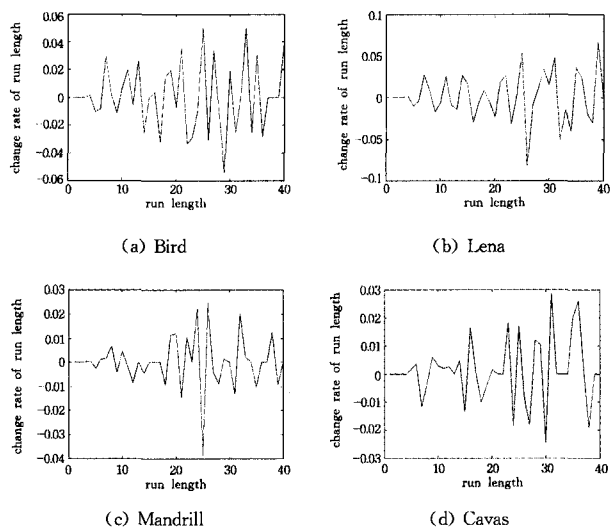 change rate of run length
0.06
0.04
0.02
0
-0.02
-0.04
-0.06
0 10 20 30 40
run length
(a) Bird
change rate of run length
0.1
0.05
0
-0.05
-0.1
0 10 20 30 40
run length
(b) Lena
change rate of run length
0.03
0.02
0.01
0
-0.01
-0.02
-0.03
-0.04
0 10 20 30 40
run length
(c) Mandrill
change rate of run length
0.03
0.02
0.01
0
-0.01
-0.02
-0.03
0 10 20 30 40
run length
(d) Cavas